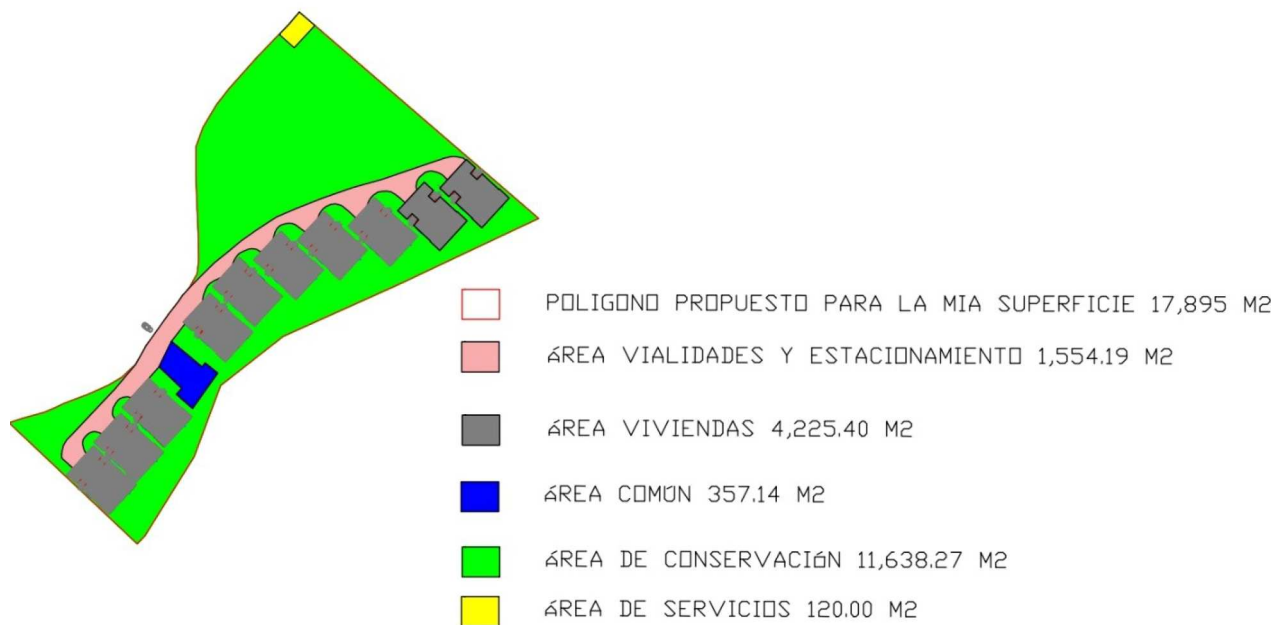 POLIGONO PROPUESTO PARA LA MIA SUPERFICIE 17,895 M2
ÁREA VIALIDADES Y ESTACIONAMIENTO 1,554.19 M2
ÁREA VIVIENDAS 4,225.40 M2
ÁREA COMÚN 357.14 M2
ÁREA DE CONSERVACIÓN 11,638.27 M2
ÁREA DE SERVICIOS 120.00 M2